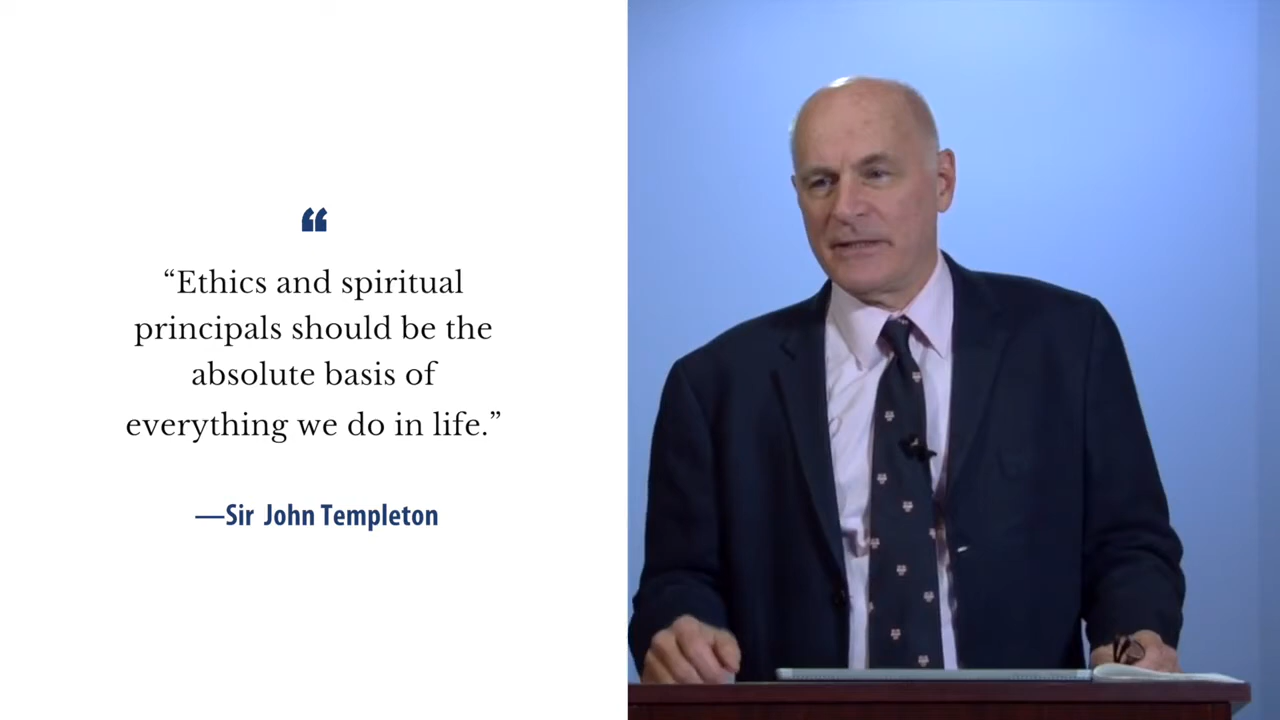 ❝
“Ethics and spiritual
principals should be the
absolute basis of
everything we do in life.”
—Sir John Templeton